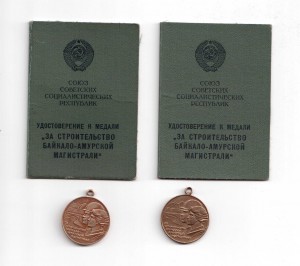 СОЮЗ
СОВЕТСКИХ
СОЦИАЛИСТИЧЕСКИХ
РЕСПУБЛИК
УДОСТОВЕРЕНИЕ К МЕДАЛИ
„ЗА СТРОИТЕЛЬСТВО
БАЙКАЛО-АМУРСКОЙ
МАГИСТРАЛИ“
СОЮЗ
СОВЕТСКИХ
СОЦИАЛИСТИЧЕСКИХ
РЕСПУБЛИК
УДОСТОВЕРЕНИЕ К МЕДАЛИ
„ЗА СТРОИТЕЛЬСТВО
БАЙКАЛО-АМУРСКОЙ
МАГИСТРАЛИ“